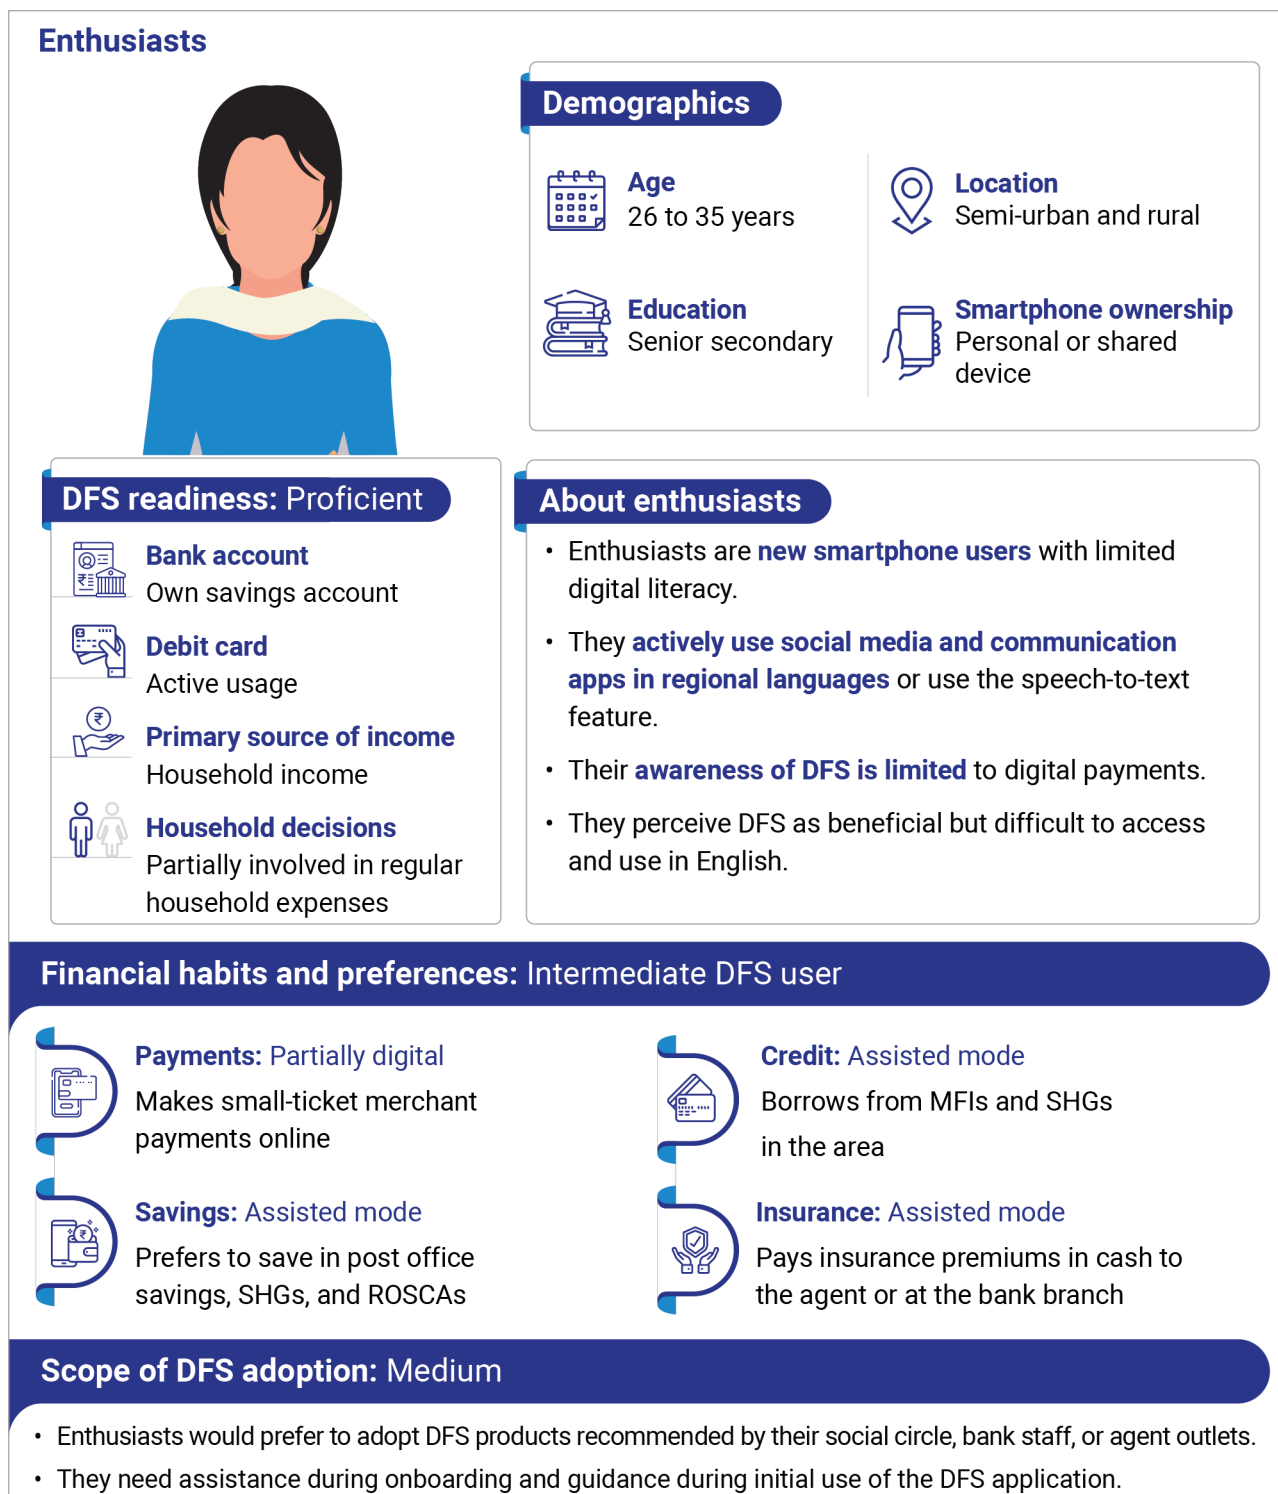 Enthusiasts
Demographics
Age
26 to 35 years
Location
Semi-urban and rural
Education
Senior secondary
Smartphone ownership
Personal or shared
device
DFS readiness: Proficient
Bank account
Own savings account
Debit card
Active usage
Primary source of income
Household income
Household decisions
Partially involved in regular
household expenses
About enthusiasts
• Enthusiasts are new smartphone users with limited
digital literacy.
• They actively use social media and communication
apps in regional languages or use the speech-to-text
feature.
• Their awareness of DFS is limited to digital payments.
• They perceive DFS as beneficial but difficult to access
and use in English.
Financial habits and preferences: Intermediate DFS user
Payments: Partially digital
Makes small-ticket merchant
payments online
Credit: Assisted mode
Borrows from MFIs and SHGs
in the area
Savings: Assisted mode
Prefers to save in post office
savings, SHGs, and ROSCAs
Insurance: Assisted mode
Pays insurance premiums in cash to
the agent or at the bank branch
Scope of DFS adoption: Medium
• Enthusiasts would prefer to adopt DFS products recommended by their social circle, bank staff, or agent outlets.
• They need assistance during onboarding and guidance during initial use of the DFS application.